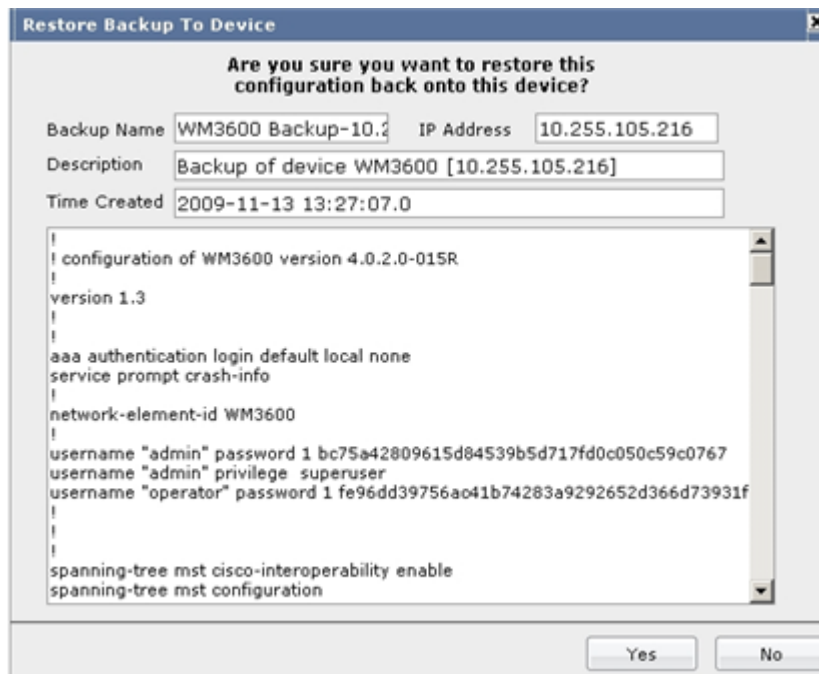 Restore Backup To Device
Are you sure you want to restore this
configuration back onto this device?
Backup Name WM3600 Backup-10.2 IP Address 10.255.105.216
Description Backup of device WM3600 [10.255.105.216]
Time Created 2009-11-13 13:27:07.0
!
! configuration of WM3600 version 4.0.2.0-015R
!
version 1.3
!
!
aaa authentication login default local none
service prompt crash-info
!
network-element-id WM3600
!
username "admin" password 1 bc75a42809615d84539b5d717fd0c050c59c0767
username "admin" privilege superuser
username "operator" password 1 fe96dd39756ac41b74283a9292652d366d73931f
!
!
!
spanning-tree mst cisco-interoperability enable
spanning-tree mst configuration
Yes No